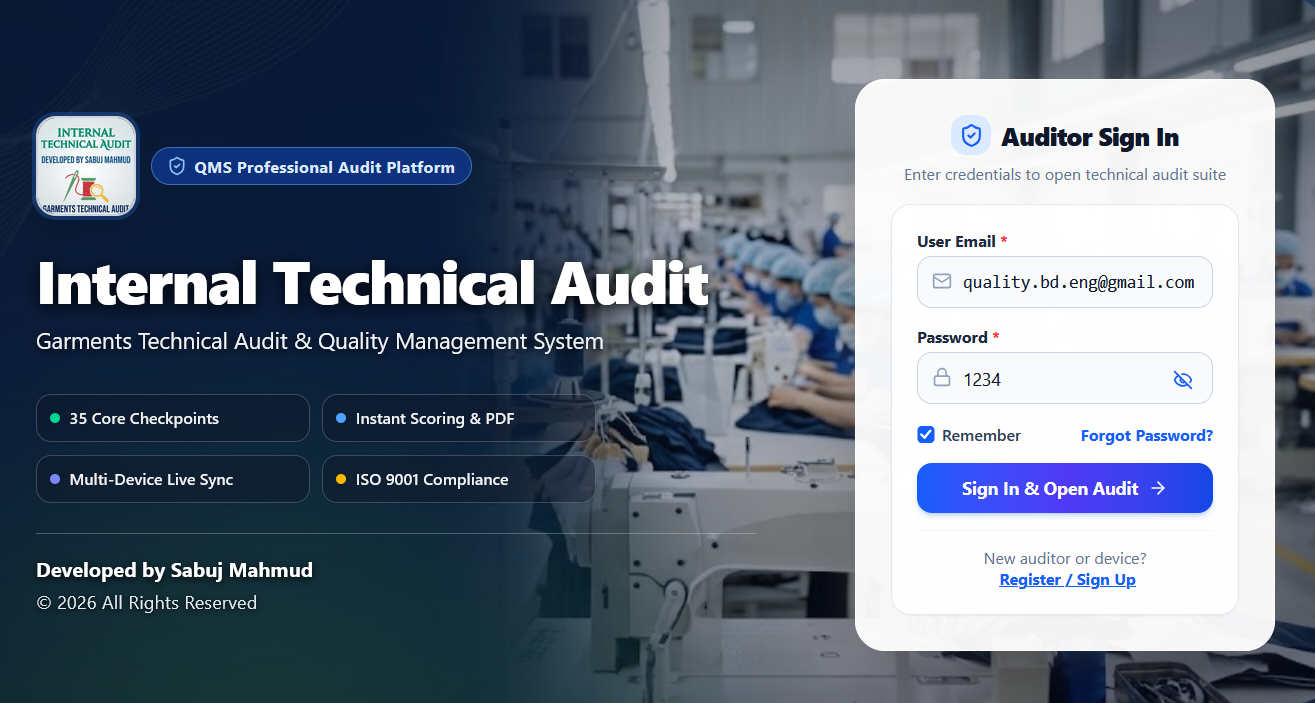 INTERNAL
TECHNICAL AUDIT
DEVELOPED BY SABUJ MAHMUD
GARMENTS TECHNICAL AUDIT
QMS Professional Audit Platform
Internal Technical Audit
Garments Technical Audit & Quality Management System
35 Core Checkpoints
Instant Scoring & PDF
Multi-Device Live Sync
ISO 9001 Compliance
Developed by Sabuj Mahmud
© 2026 All Rights Reserved
Auditor Sign In
Enter credentials to open technical audit suite
User Email *
quality.bd.eng@gmail.com
Password *
1234
Remember
Forgot Password?
Sign In & Open Audit →
New auditor or device?
Register / Sign Up